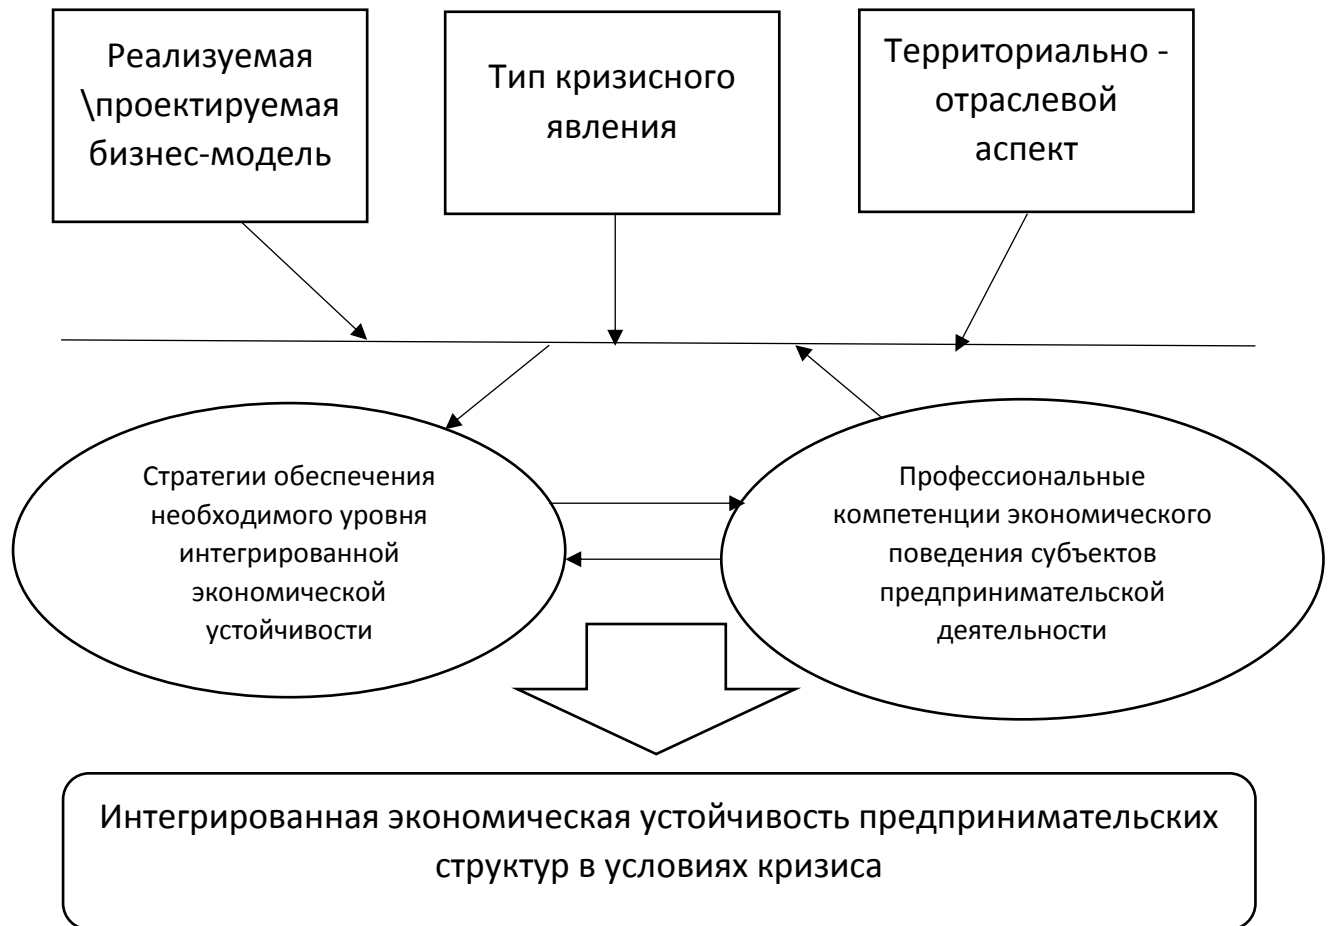 Реализуемая
\проектируемая
бизнес-модель
Тип кризисного
явления
Территориально -
отраслевой
аспект
Стратегии обеспечения
необходимого уровня
интегрированной
экономической
устойчивости
Профессиональные
компетенции экономического
поведения субъектов
предпринимательской
деятельности
Интегрированная экономическая устойчивость предпринимательских
структур в условиях кризиса